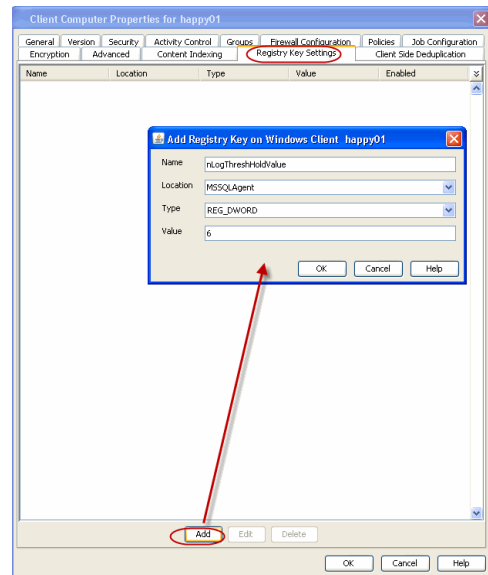 Client Computer Properties for happy01
General Version Security Activity Control Groups Firewall Configuration Policies Job Configuration
Encryption Advanced Content Indexing Registry Key Settings Client Side Deduplication
Name Location Type Value Enabled
Add Registry Key on Windows Client happy01
Name nLogThreshHoldValue
Location MSSQLAgent
Type REG_DWORD
Value 6
OK Cancel Help
Add Edit Delete
OK Cancel Help